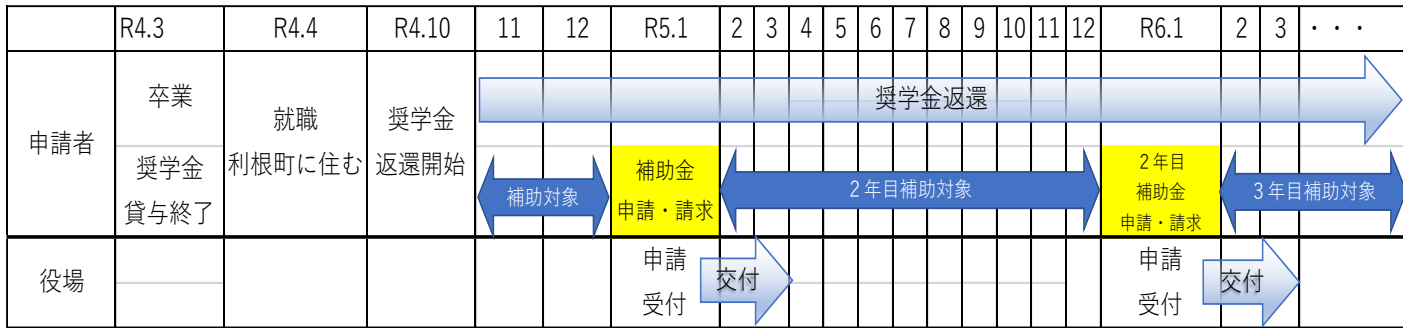 R4.3 R4.4 R4.10 11 12 R5.1 2 3 4 5 6 7 8 9 10 11 12 R6.1 2 3 ・・・
申請者
卒業
奨学金
貸与終了
就職
利根町に住む
奨学金
返還開始
奨学金返還
補助対象
補助金
申請・請求
2年目補助対象
2年目
補助金
申請・請求
3年目補助対象
役場
申請
受付
交付
申請
受付
交付